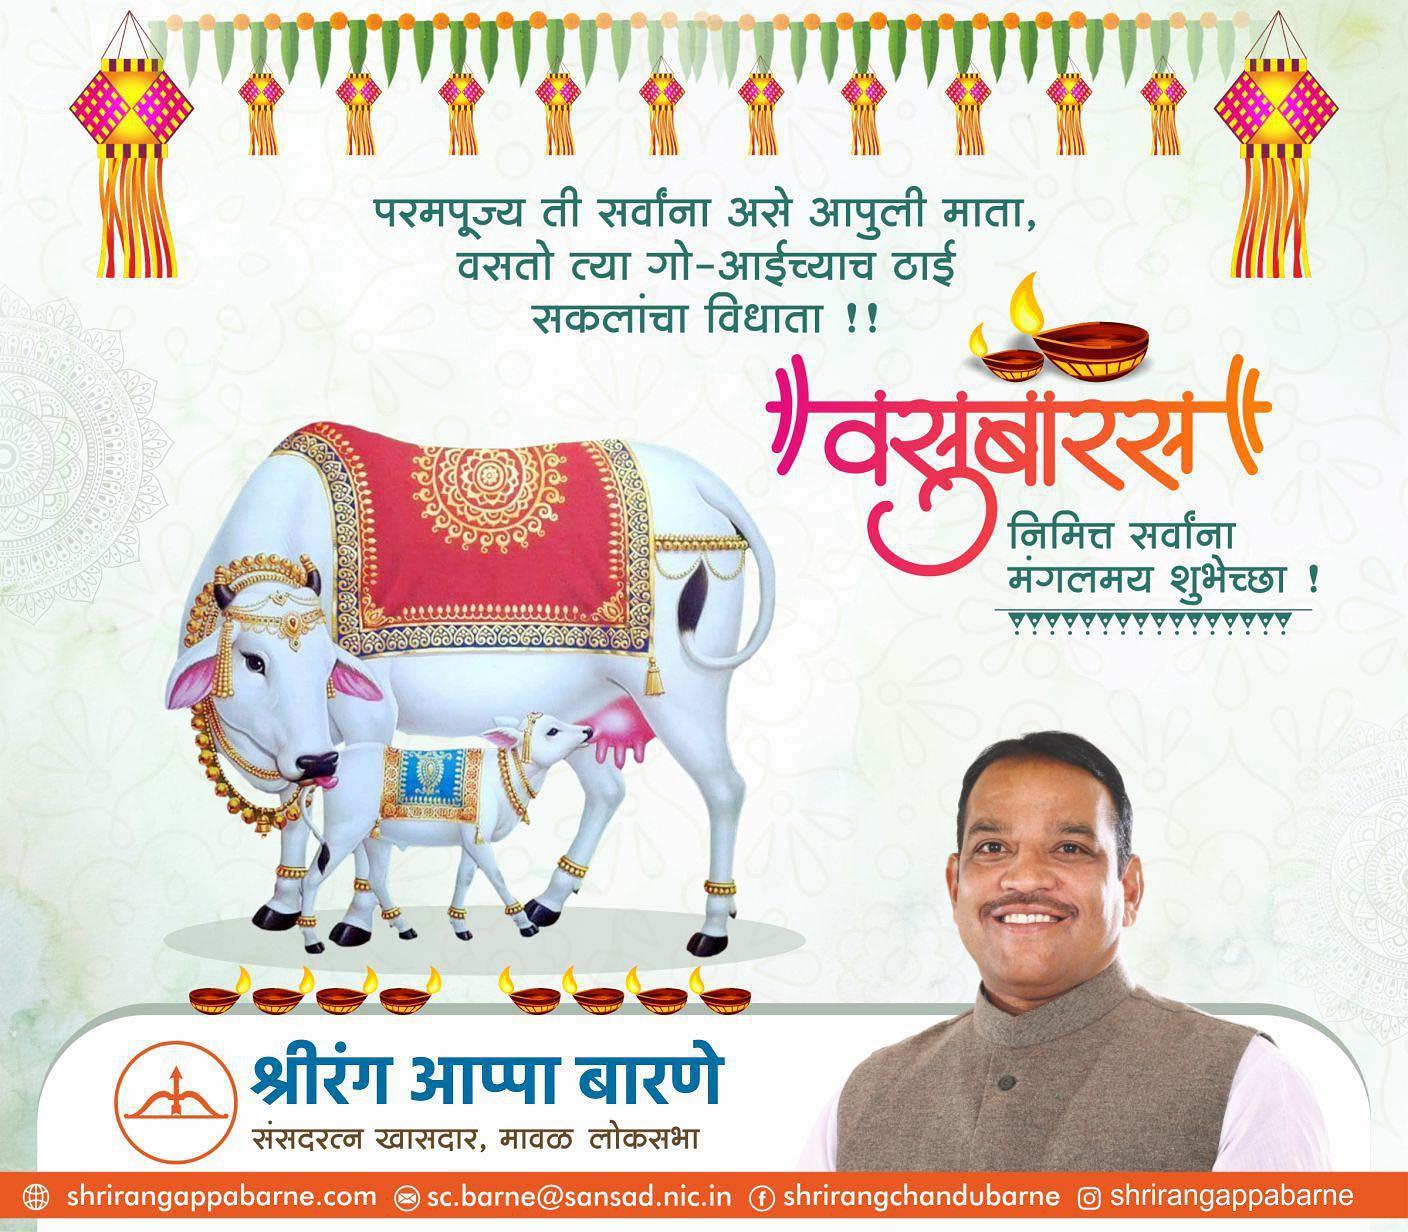 परमपूज्य ती सर्वांना असे आपुली माता,
वसतो त्या गो-आईच्याच ठाई
सकलांचा विधाता !!
वसुबारस
निमित्त सर्वांना
मंगलमय शुभेच्छा !
श्रीरंग आप्पा बारणे
संसदरत्न खासदार, मावळ लोकसभा
shrirangappabarne.com sc.barne@sansad.nic.in shrirangchandubarne shrirangappabarne